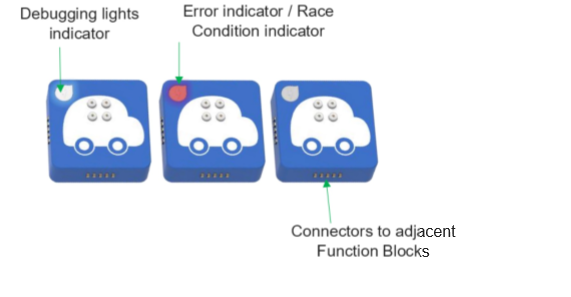 Debugging lights
indicator
Error indicator / Race
Condition indicator
Connectors to adjacent
Function Blocks